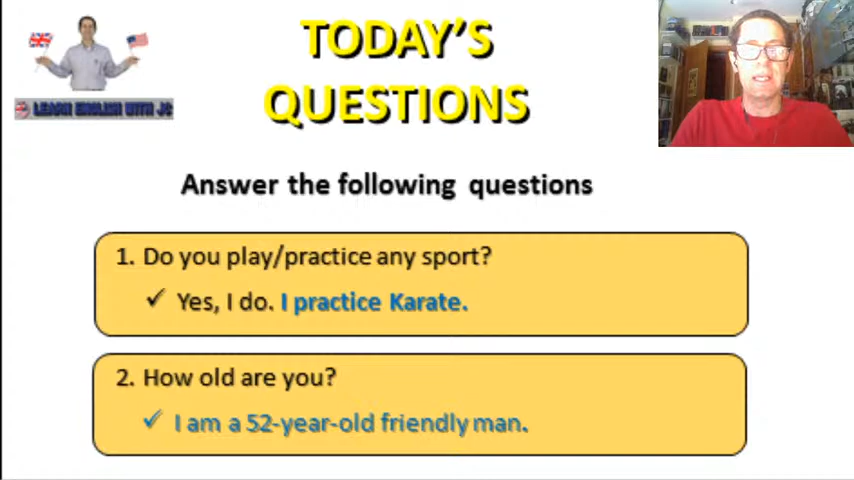 TODAY'S
QUESTIONS
LEARN ENGLISH WITH JC
Answer the following questions
1. Do you play/practice any sport?
✓ Yes, I do. I practice Karate.
2. How old are you?
✓ I am a 52-year-old friendly man.